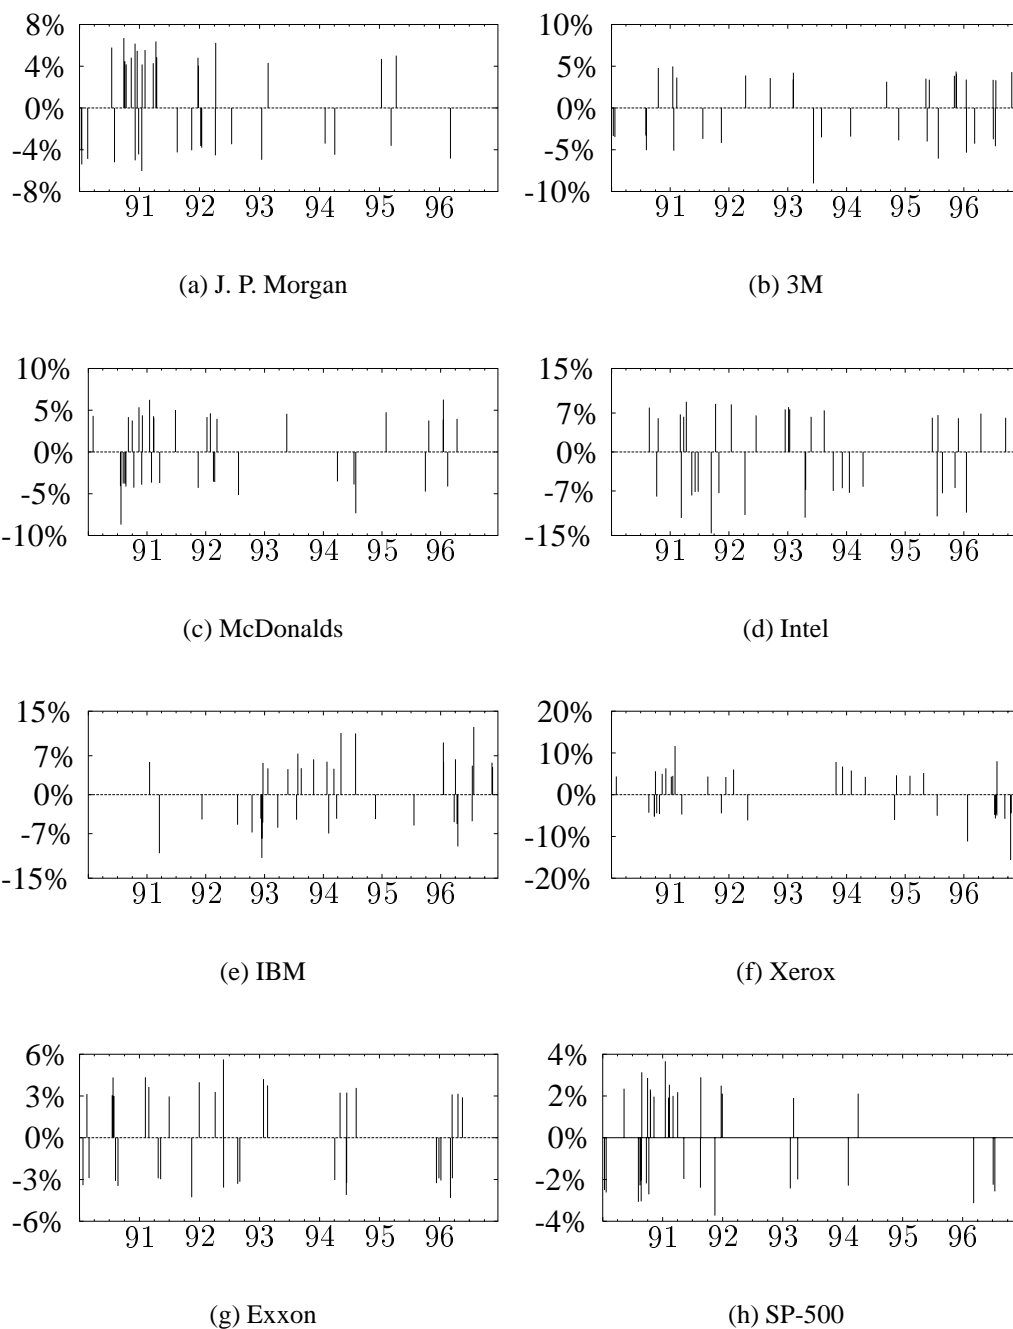 8%
4%
0%
-4%
-8%
91 92 93 94 95 96
(a) J. P. Morgan
10%
5%
0%
-5%
-10%
91 92 93 94 95 96
(b) 3M
10%
5%
0%
-5%
-10%
91 92 93 94 95 96
(c) McDonalds
15%
7%
0%
-7%
-15%
91 92 93 94 95 96
(d) Intel
15%
7%
0%
-7%
-15%
91 92 93 94 95 96
(e) IBM
20%
10%
0%
-10%
-20%
91 92 93 94 95 96
(f) Xerox
6%
3%
0%
-3%
-6%
91 92 93 94 95 96
(g) Exxon
4%
2%
0%
-2%
-4%
91 92 93 94 95 96
(h) SP-500